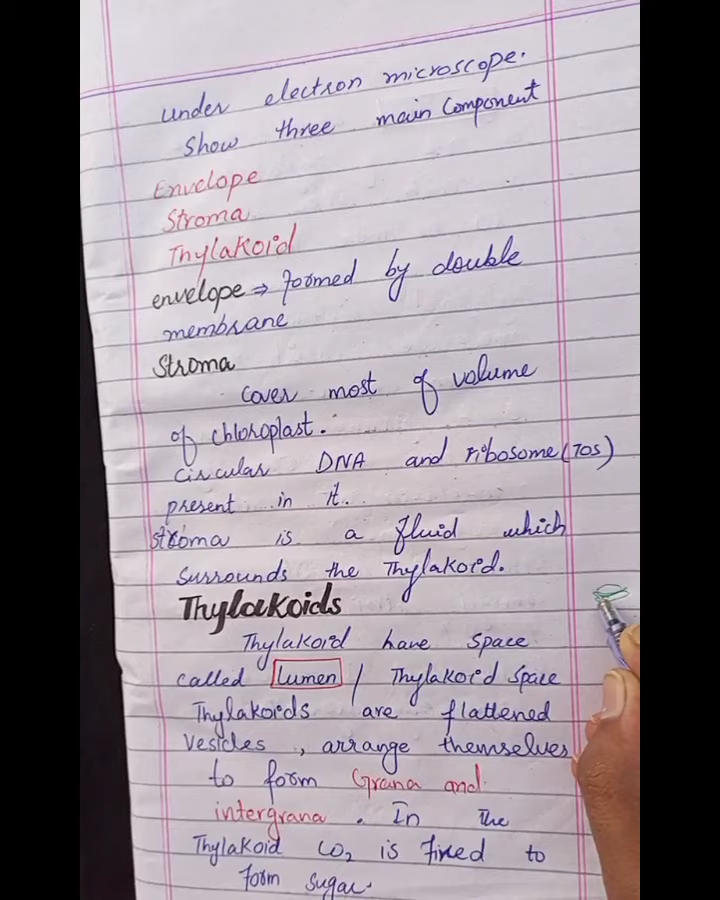 under electron microscope.
Show three main Component
Envelope
Stroma
Thylakoid
envelope ⇒ formed by double
membrane
Stroma
Cover most of volume
of chloroplast.
circular DNA and ribosome (70s)
present in it.
stroma is a fluid which
surrounds the Thylakoid.
Thylakoids
Thylakoid have Space
called lumen / Thylakoid Space
Thylakoids are flattened
vesicles, arrange themselves
to form Grana and
intergrana. In the
Thylakoid CO₂ is fixed to
form sugar.